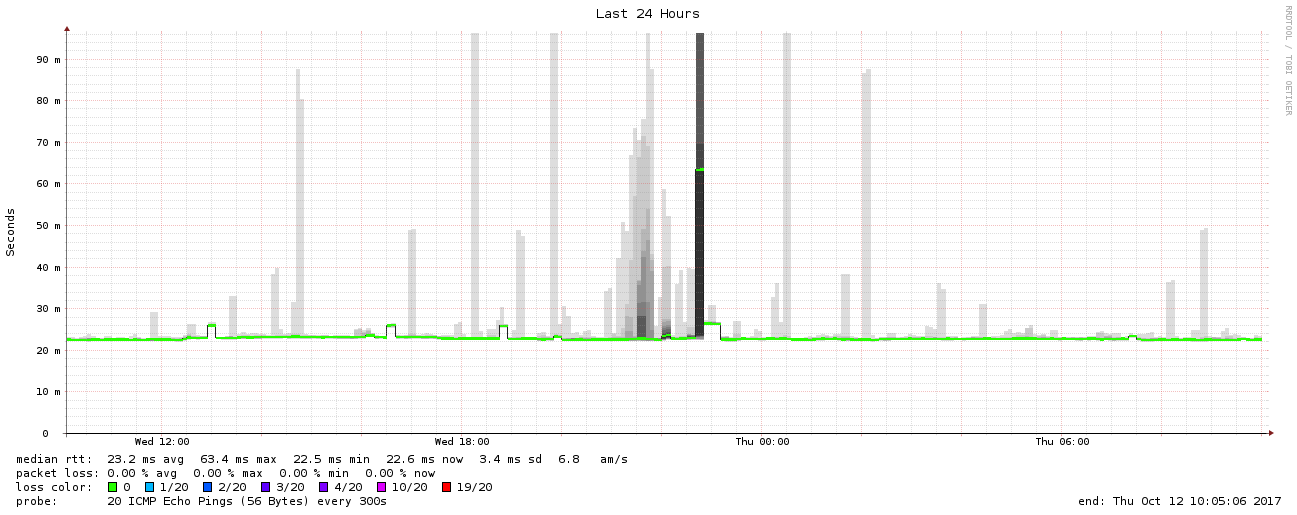 Last 24 Hours
RRDTOOL / TOBI OETIKER
Seconds
90 m
80 m
70 m
60 m
50 m
40 m
30 m
20 m
10 m
0
Wed 12:00 Wed 18:00 Thu 00:00 Thu 06:00
median rtt: 23.2 ms avg 63.4 ms max 22.5 ms min 22.6 ms now 3.4 ms sd 6.8 am/s
packet loss: 0.00 % avg 0.00 % max 0.00 % min 0.00 % now
loss color: 0 1/20 2/20 3/20 4/20 10/20 19/20
probe: 20 ICMP Echo Pings (56 Bytes) every 300s end: Thu Oct 12 10:05:06 2017